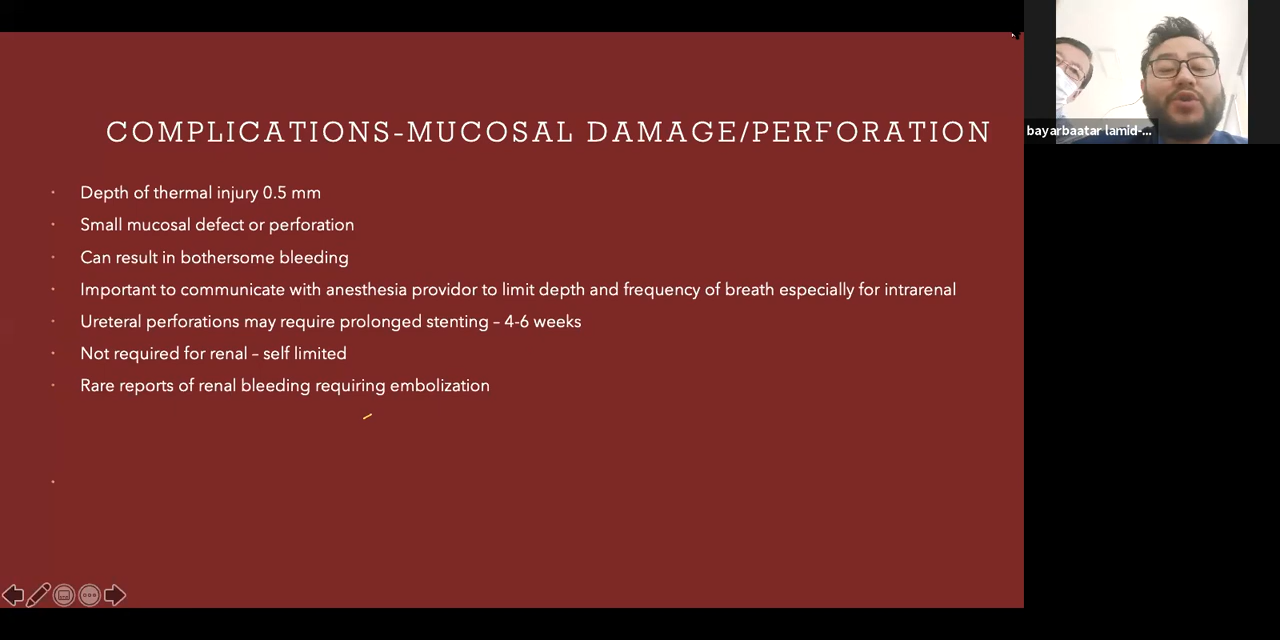 COMPLICATIONS-MUCOSAL DAMAGE/PERFORATION
Depth of thermal injury 0.5 mm
Small mucosal defect or perforation
Can result in bothersome bleeding
Important to communicate with anesthesia providor to limit depth and frequency of breath especially for intrarenal
Ureteral perforations may require prolonged stenting – 4-6 weeks
Not required for renal – self limited
Rare reports of renal bleeding requiring embolization
bayarbaatar lamid-...